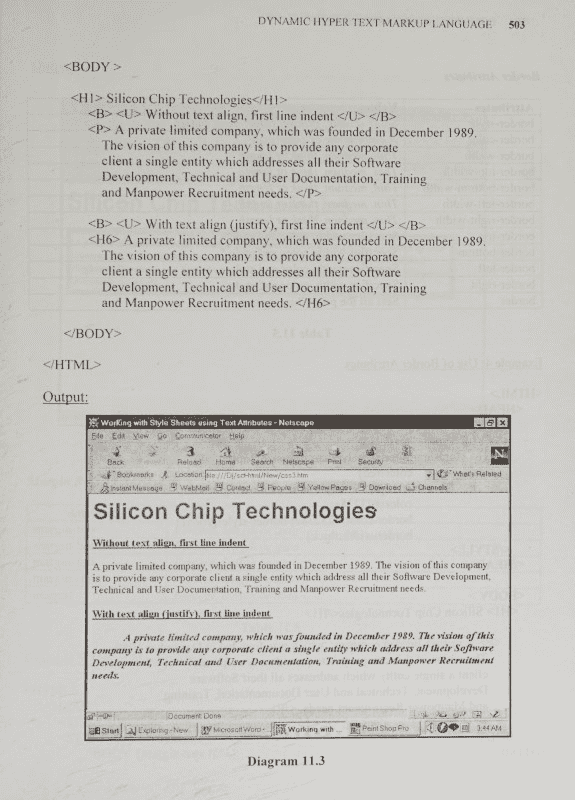 DYNAMIC HYPER TEXT MARKUP LANGUAGE 503
<BODY >
<H1> Silicon Chip Technologies</H1>
<B> <U> Without text align, first line indent </U> </B>
<P> A private limited company, which was founded in December 1989.
The vision of this company is to provide any corporate
client a single entity which addresses all their Software
Development, Technical and User Documentation, Training
and Manpower Recruitment needs. </P>
<B> <U> With text align (justify), first line indent </U> </B>
<H6> A private limited company, which was founded in December 1989.
The vision of this company is to provide any corporate
client a single entity which addresses all their Software
Development, Technical and User Documentation, Training
and Manpower Recruitment needs. </H6>
</BODY>
</HTML>
Output:
Working with Style Sheets using Text Attributes - Netscape
File Edit View Go Communicator Help
Back Reload Home Search Netscape Print Security
Bookmarks Location: What's Related
Instant Message WebMail Contact People Yellow Pages Download Channels
Silicon Chip Technologies
Without text align, first line indent
A private limited company, which was founded in December 1989. The vision of this company
is to provide any corporate client a single entity which address all their Software Development,
Technical and User Documentation, Training and Manpower Recruitment needs.
With text align (justify), first line indent
A private limited company, which was founded in December 1989. The vision of this
company is to provide any corporate client a single entity which address all their Software
Development, Technical and User Documentation, Training and Manpower Recruitment
needs.
Document Done
Start Exploring - New Microsoft Word - Working with ... Paint Shop Pro 3:44 AM
Diagram 11.3